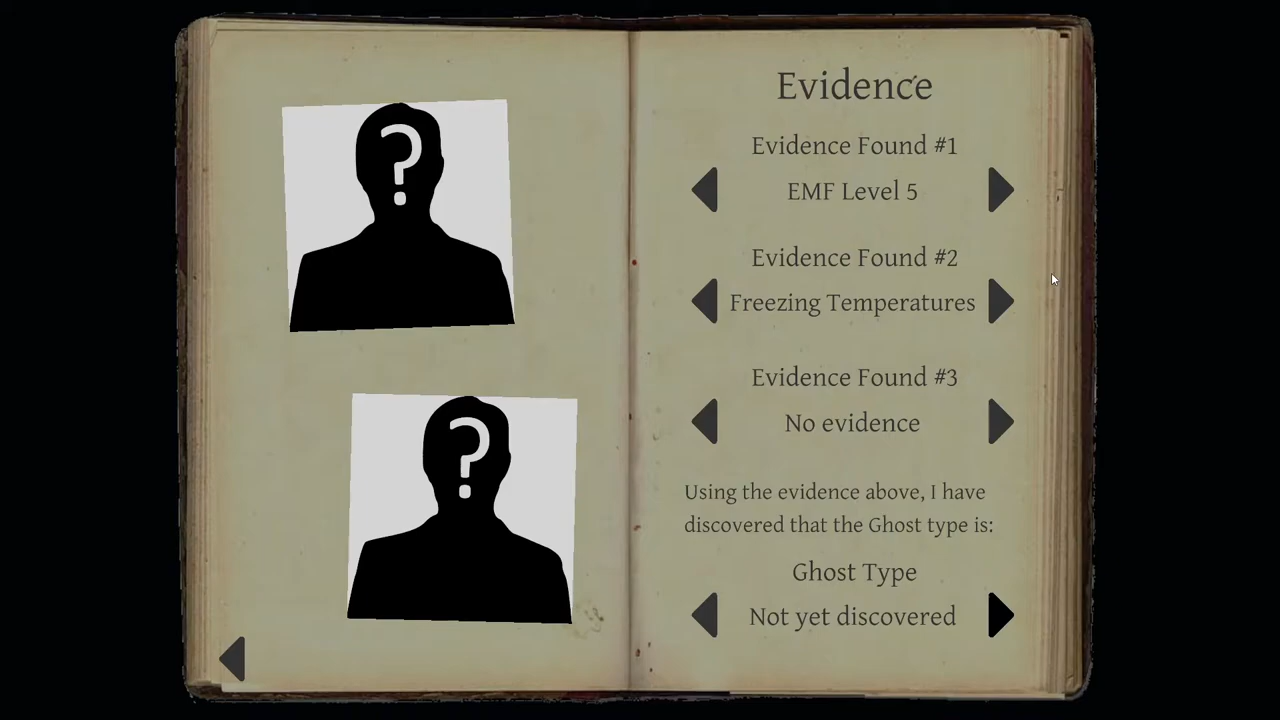 ?
?
Evidence
Evidence Found #1
EMF Level 5
Evidence Found #2
Freezing Temperatures
Evidence Found #3
No evidence
Using the evidence above, I have
discovered that the Ghost type is:
Ghost Type
Not yet discovered